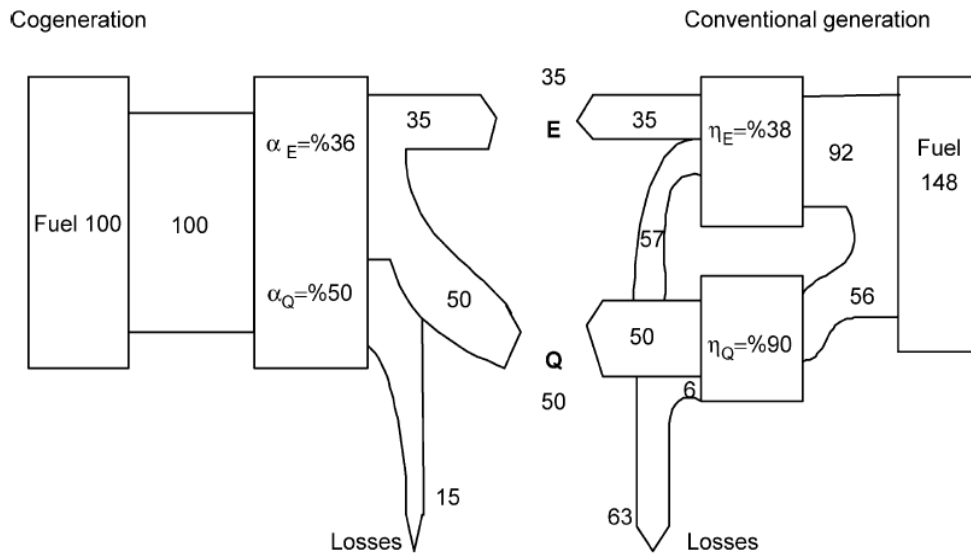 Cogeneration
Conventional generation
Fuel 100
100
α E=%36
αQ=%50
35
50
15
Losses
35
E
Q
50
35
57
50
6
63
Losses
ηE=%38
ηQ=%90
92
56
Fuel
148